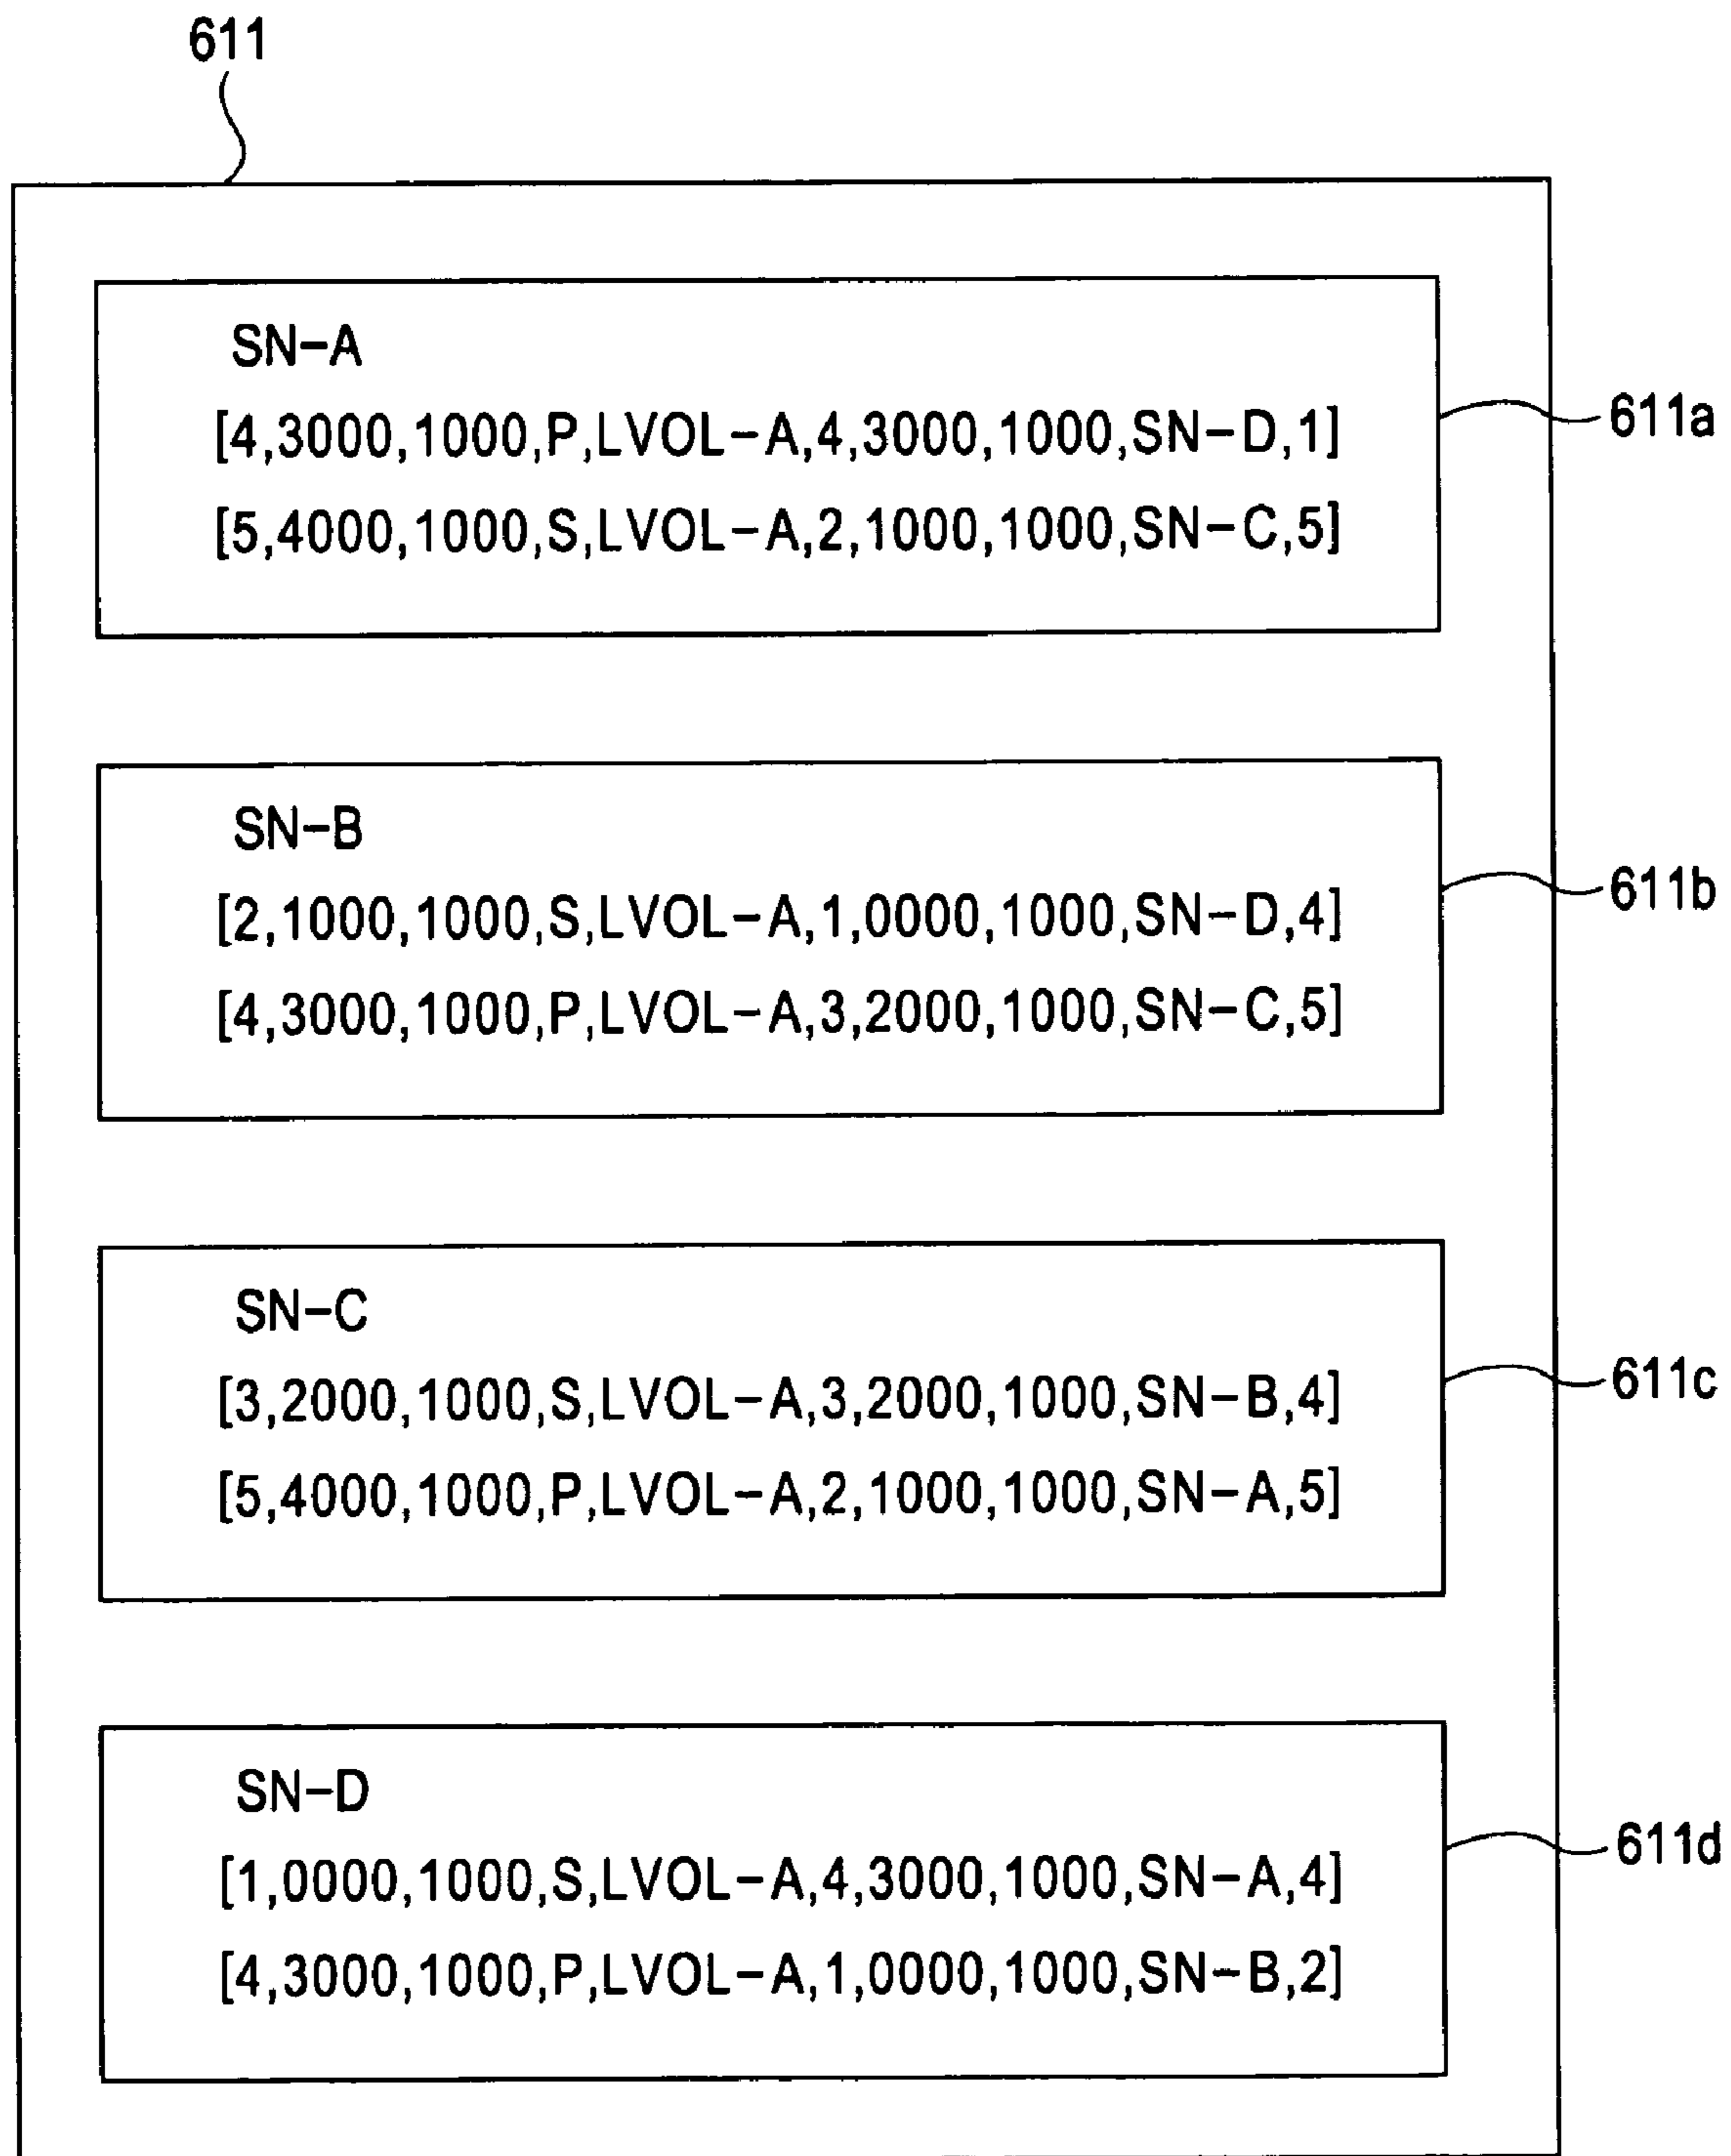 611
SN-A
[4,3000,1000,P,LVOL-A,4,3000,1000,SN-D,1]
[5,4000,1000,S,LVOL-A,2,1000,1000,SN-C,5]
611a
SN-B
[2,1000,1000,S,LVOL-A,1,0000,1000,SN-D,4]
[4,3000,1000,P,LVOL-A,3,2000,1000,SN-C,5]
611b
SN-C
[3,2000,1000,S,LVOL-A,3,2000,1000,SN-B,4]
[5,4000,1000,P,LVOL-A,2,1000,1000,SN-A,5]
611c
SN-D
[1,0000,1000,S,LVOL-A,4,3000,1000,SN-A,4]
[4,3000,1000,P,LVOL-A,1,0000,1000,SN-B,2]
611d